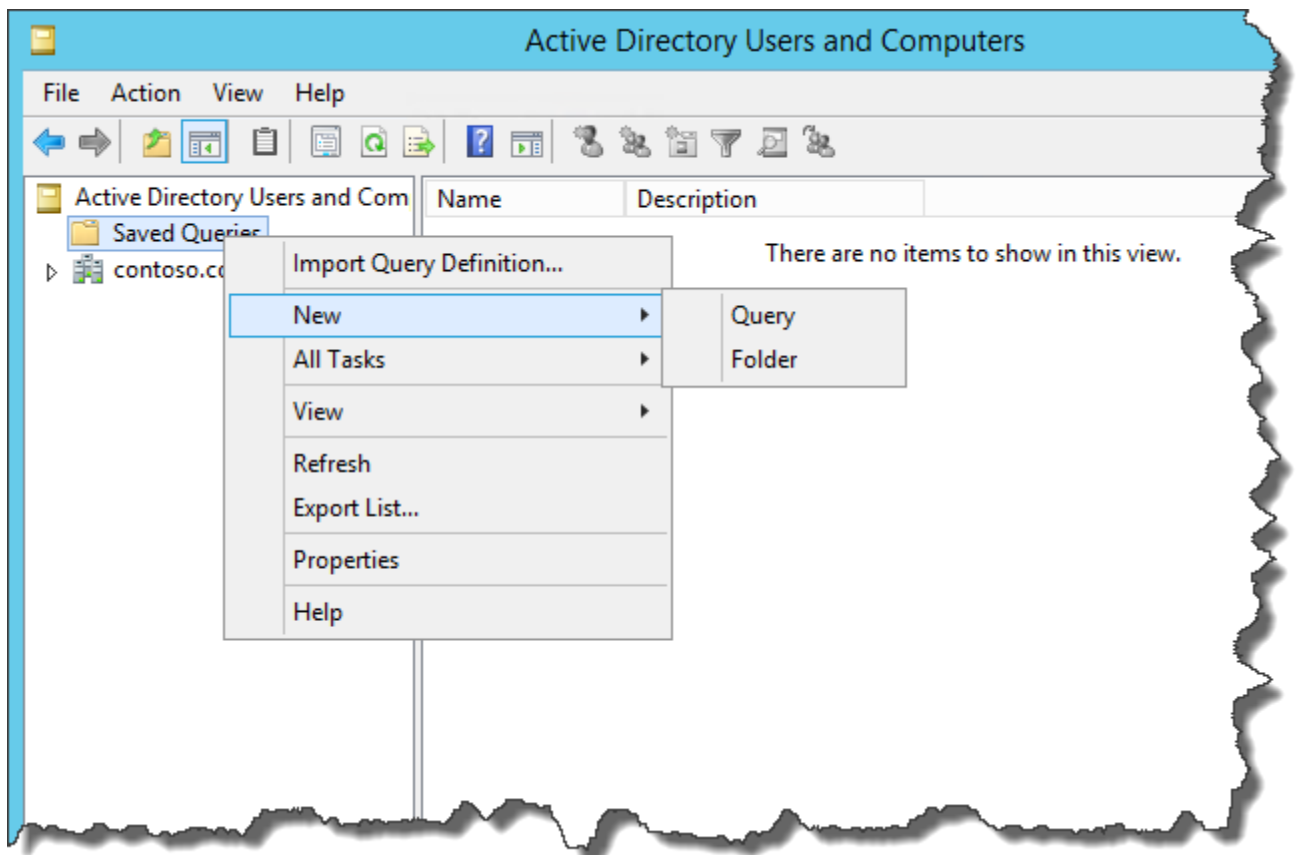 Active Directory Users and Computers
File Action View Help
Active Directory Users and Com
Name Description
Saved Queries
There are no items to show in this view.
contoso.co
Import Query Definition...
New
Query
All Tasks
Folder
View
Refresh
Export List...
Properties
Help